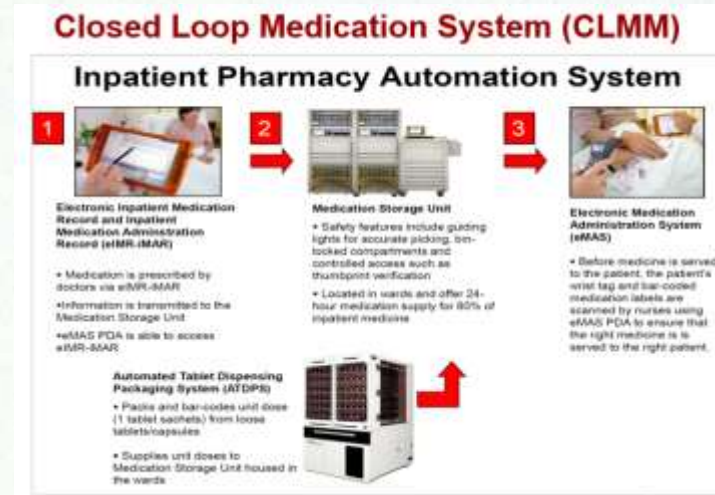 Closed Loop Medication System (CLMM)
Inpatient Pharmacy Automation System
1
Electronic Inpatient Medication
Record and Inpatient
Medication Adminstration
Record (eIMR-iMAR)
• Medication is prescribed by
doctors via eIMR-iMAR
•Information is transmitted to the
Medication Storage Unit
•eMAS PDA is able to access
eIMR-iMAR
2
Medication Storage Unit
• Safety features include guiding
lights for accurate picking, bin-
locked compartments and
controlled access such as
thumbprint verification
• Located in wards and offer 24-
hour medication supply for 80% of
inpatient medicine
3
Electronic Medication
Administration System
(eMAS)
• Before medicine is served
to the patient, the patient's
wrist tag and bar-coded
medication labels are
scanned by nurses using
eMAS PDA to ensure that
the right medicine is is
served to the right patient.
Automated Tablet Dispensing
Packaging System (ATDPS)
• Packs and bar-codes unit dose
(1 tablet sachets) from loose
tablets/capsules
• Supplies unit doses to
Medication Storage Unit housed in
the wards